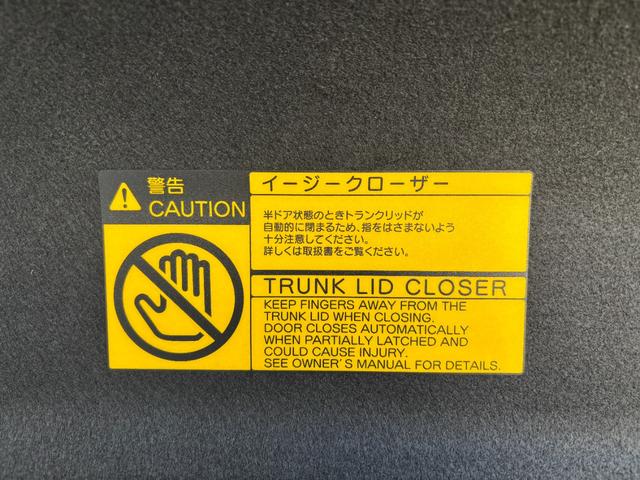 警告
CAUTION
イージークローザー
半ドア状態のときトランクリッドが
自動的に閉まるため、指をはさまないよう
十分注意してください。
詳しくは取扱書をご覧ください。
TRUNK LID CLOSER
KEEP FINGERS AWAY FROM THE
TRUNK LID WHEN CLOSING.
DOOR CLOSES AUTOMATICALLY
WHEN PARTIALLY LATCHED AND
COULD CAUSE INJURY.
SEE OWNER'S MANUAL FOR DETAILS.